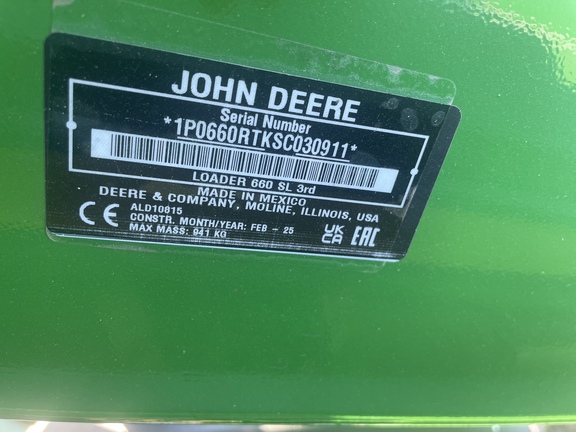 JOHN DEERE
Serial Number
*1P0660RTKSC030911*
LOADER 660 SL 3rd
MADE IN MEXICO
DEERE & COMPANY, MOLINE, ILLINOIS, USA
ALD10815
CE CONSTR. MONTH/YEAR: FEB - 25 UK CA EAC
MAX MASS: 941 KG